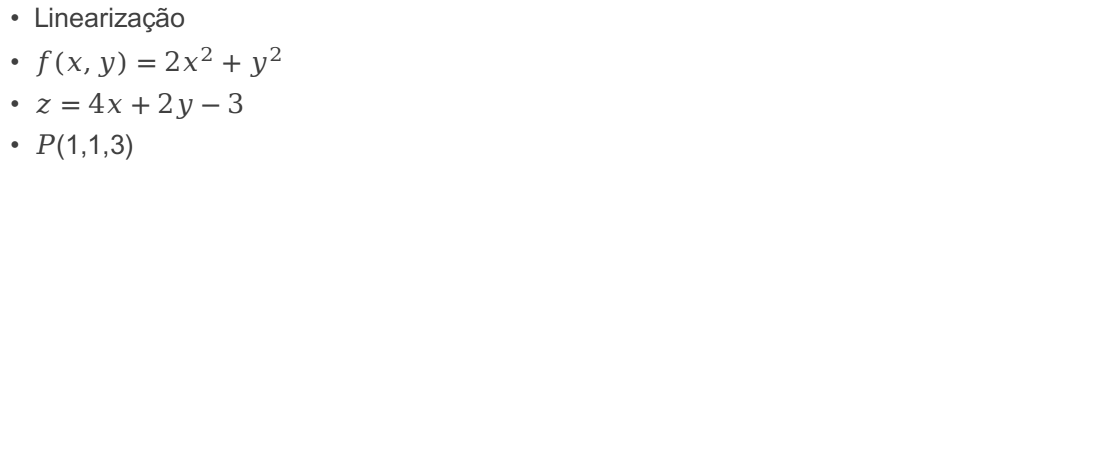 • Linearização
• f(x, y) = 2x² + y²
• z = 4x + 2y − 3
• P(1,1,3)